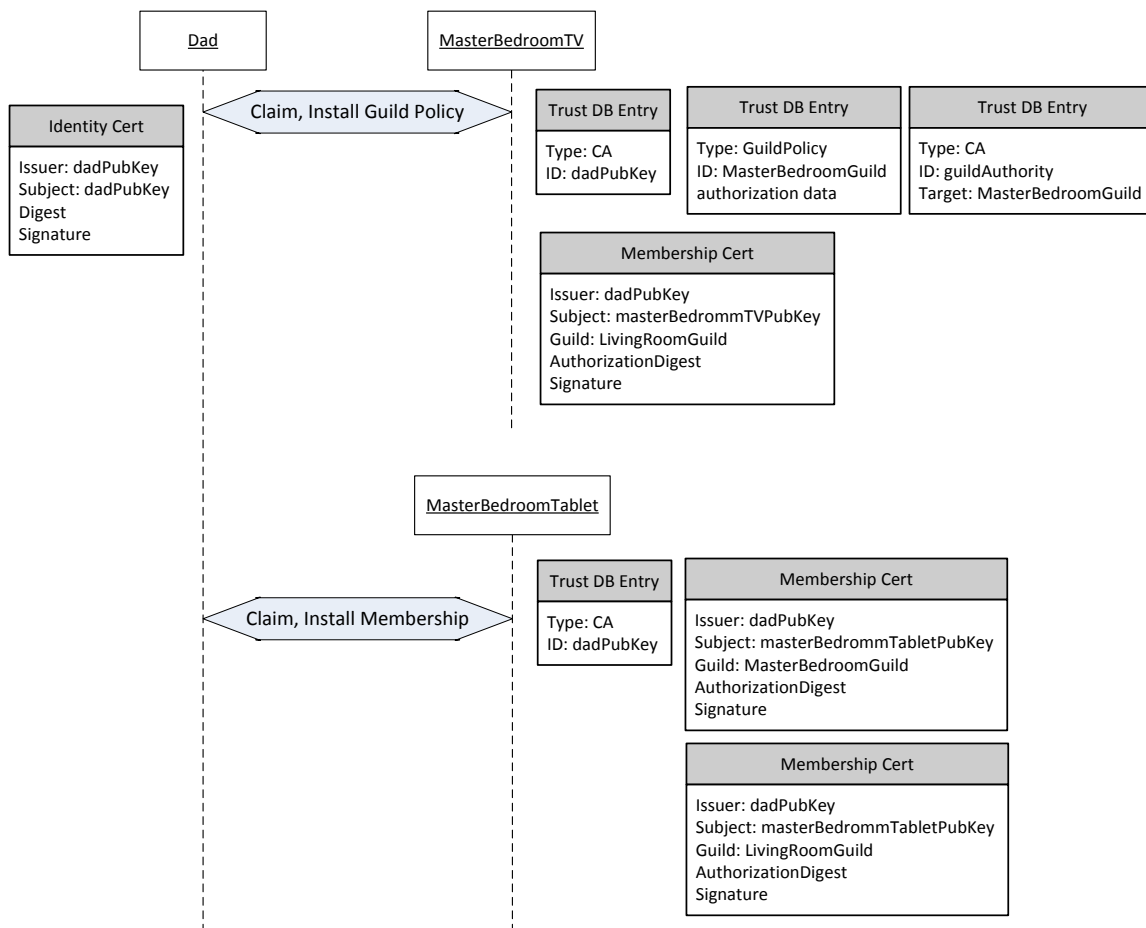 Dad
MasterBedroomTV
Claim, Install Guild Policy
Identity Cert
Issuer: dadPubKey
Subject: dadPubKey
Digest
Signature
Trust DB Entry
Type: CA
ID: dadPubKey
Trust DB Entry
Type: GuildPolicy
ID: MasterBedroomGuild
authorization data
Trust DB Entry
Type: CA
ID: guildAuthority
Target: MasterBedroomGuild
Membership Cert
Issuer: dadPubKey
Subject: masterBedrommTVPubKey
Guild: LivingRoomGuild
AuthorizationDigest
Signature
MasterBedroomTablet
Claim, Install Membership
Trust DB Entry
Type: CA
ID: dadPubKey
Membership Cert
Issuer: dadPubKey
Subject: masterBedrommTabletPubKey
Guild: MasterBedroomGuild
AuthorizationDigest
Signature
Membership Cert
Issuer: dadPubKey
Subject: masterBedrommTabletPubKey
Guild: LivingRoomGuild
AuthorizationDigest
Signature